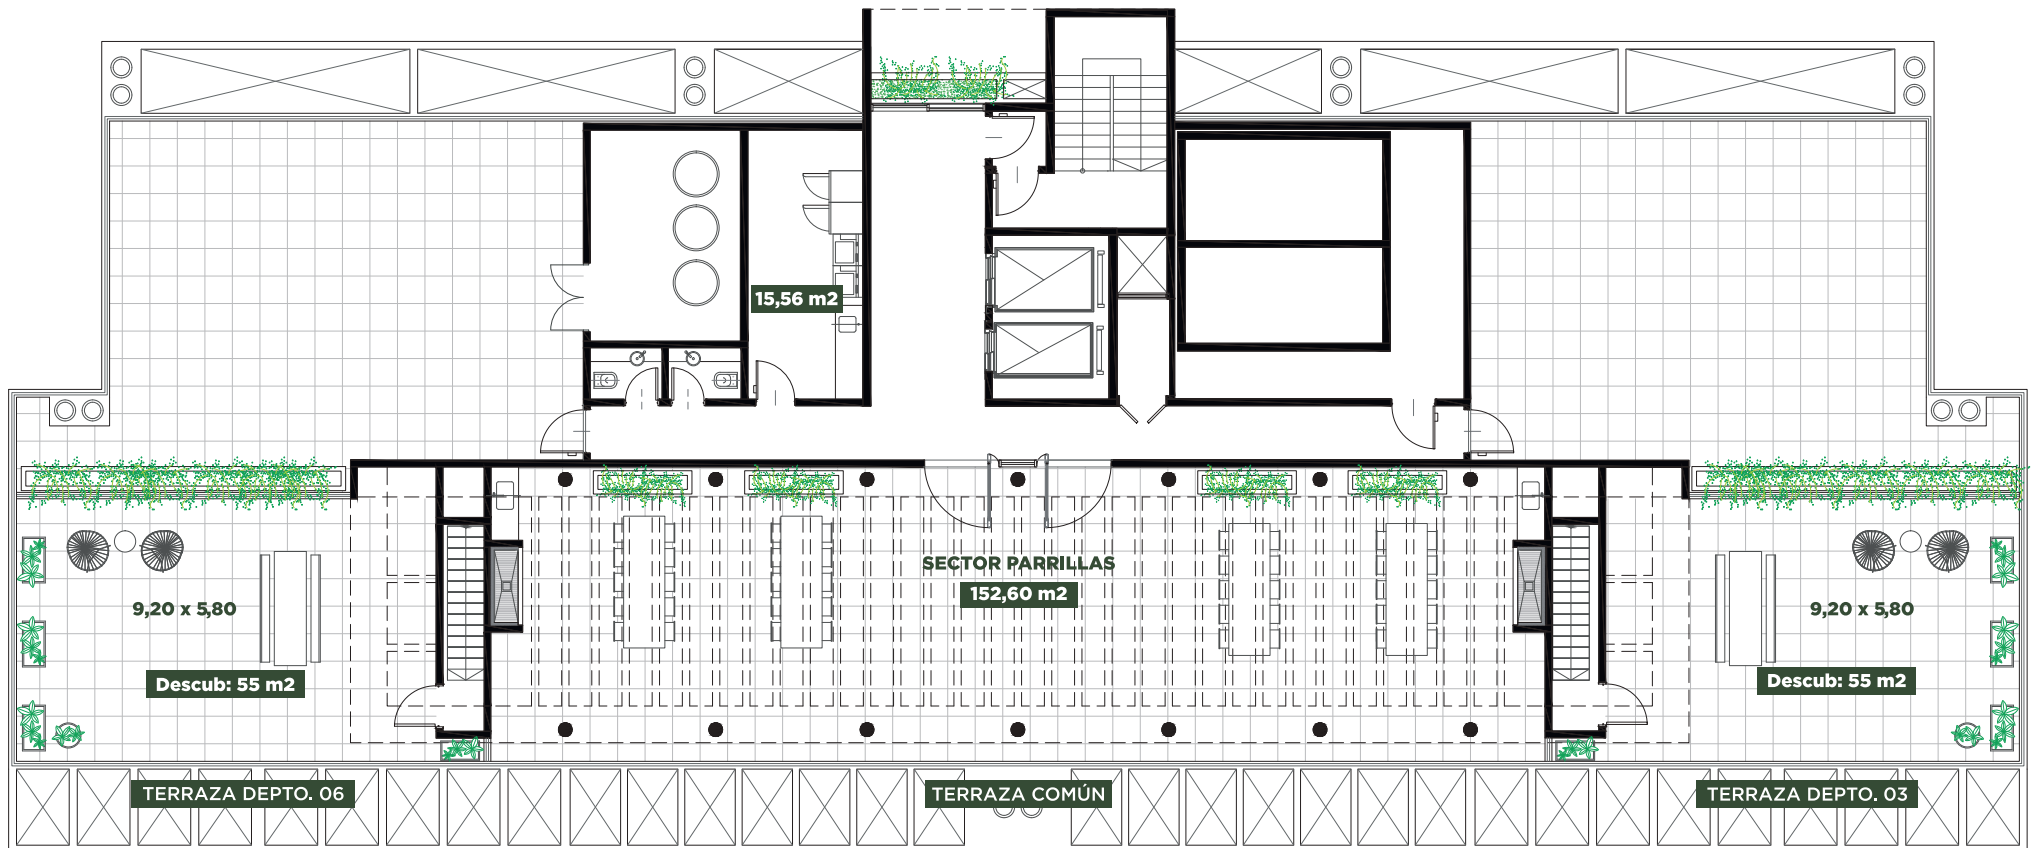 15,56 m2
SECTOR PARRILLAS
152,60 m2
9,20 x 5,80
Descub: 55 m2
9,20 x 5,80
Descub: 55 m2
TERRAZA DEPTO. 06
TERRAZA COMÚN
TERRAZA DEPTO. 03